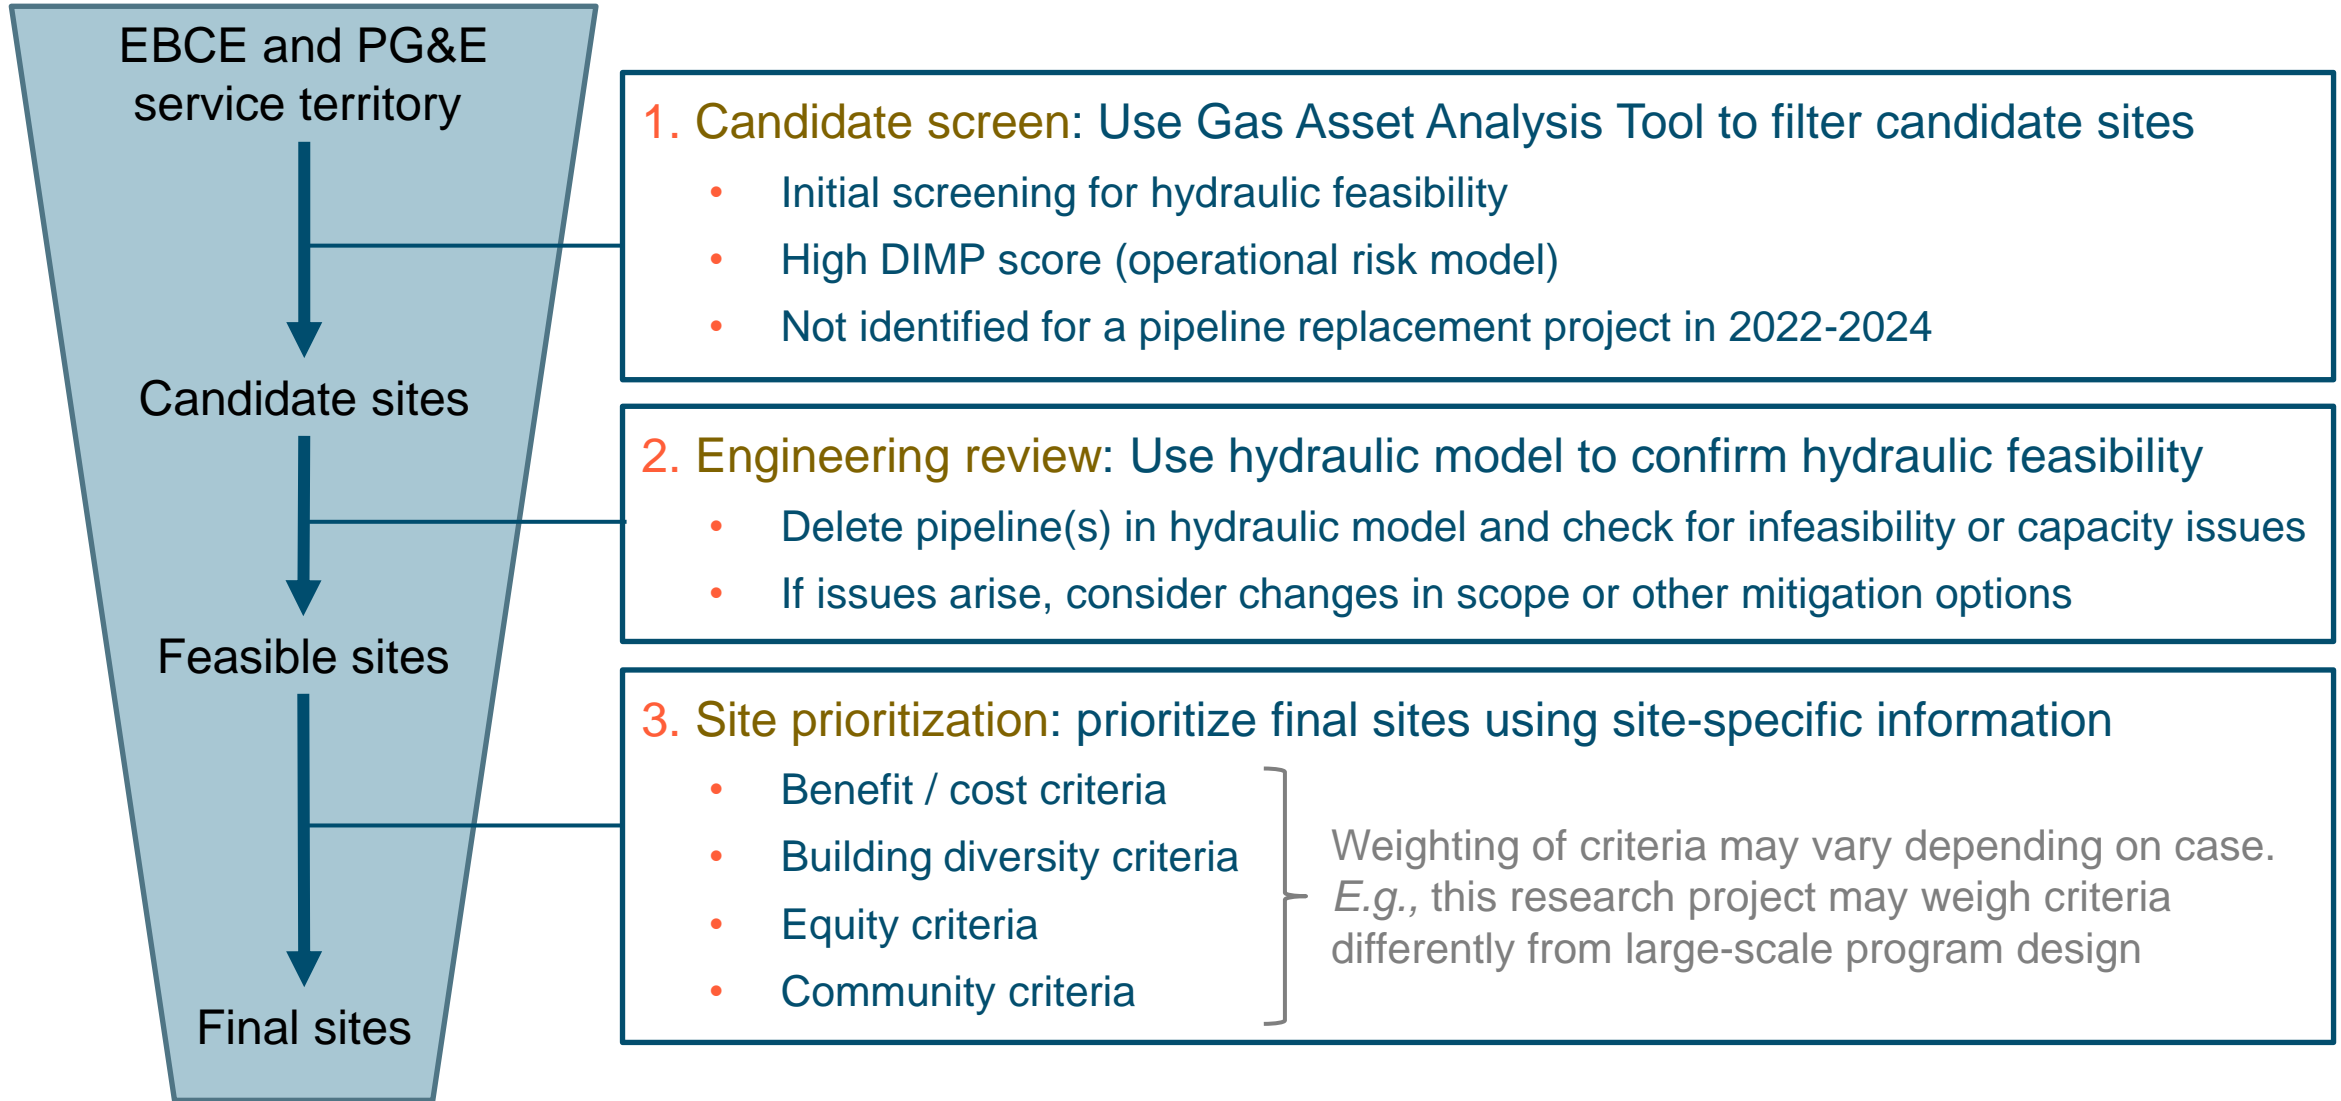 EBCE and PG&E
service territory
Candidate sites
Feasible sites
Final sites
1. Candidate screen: Use Gas Asset Analysis Tool to filter candidate sites
• Initial screening for hydraulic feasibility
• High DIMP score (operational risk model)
• Not identified for a pipeline replacement project in 2022-2024
2. Engineering review: Use hydraulic model to confirm hydraulic feasibility
• Delete pipeline(s) in hydraulic model and check for infeasibility or capacity issues
• If issues arise, consider changes in scope or other mitigation options
3. Site prioritization: prioritize final sites using site-specific information
• Benefit / cost criteria
• Building diversity criteria
• Equity criteria
• Community criteria
Weighting of criteria may vary depending on case.
E.g., this research project may weigh criteria
differently from large-scale program design